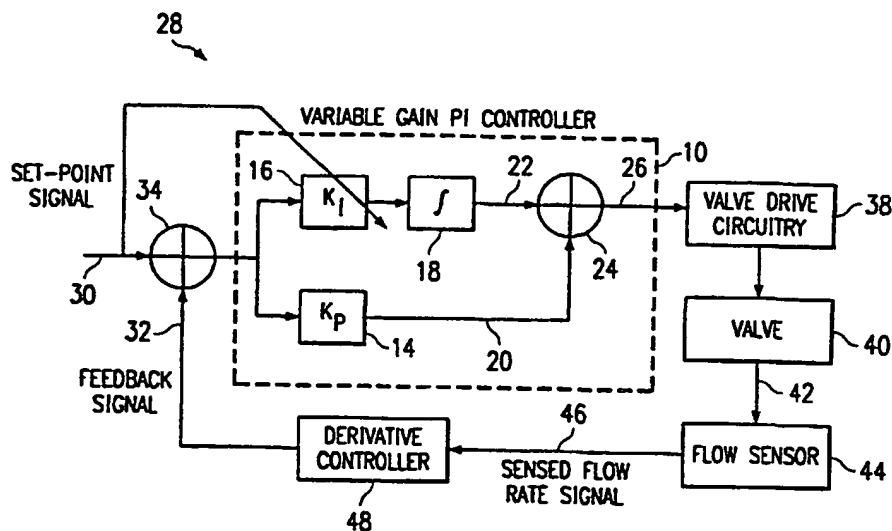 28
VARIABLE GAIN PI CONTROLLER
10
SET-POINT
SIGNAL
34
16
K_I
∫
18
22
26
24
VALVE DRIVE
CIRCUITRY
38
30
32
K_P
14
20
VALVE
40
42
FEEDBACK
SIGNAL
DERIVATIVE
CONTROLLER
48
46
SENSED FLOW
RATE SIGNAL
FLOW SENSOR
44